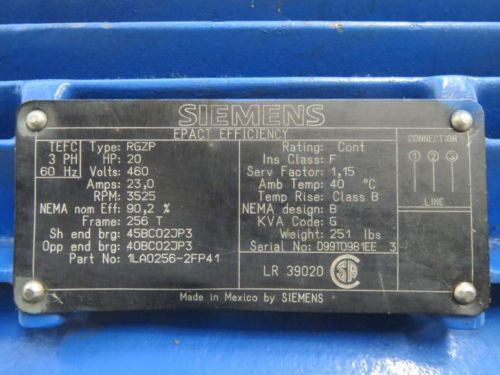 SIEMENS
EPACT EFFICIENCY
TEFC
3 PH
60 Hz
Type: RGZP
HP: 20
Volts: 460
Amps: 23,0
RPM: 3525
NEMA nom Eff: 90,2 %
Frame: 256 T
Sh end brg: 45BC02JP3
Opp end brg: 40BC02JP3
Part No: 1LA0256-2FP41
Rating: Cont
Ins Class: F
Serv Factor: 1,15
Amb Temp: 40 °C
Temp Rise: Class B
NEMA design: B
KVA Code: G
Weight: 251 lbs
Serial No: D99T0981EE 3
LR 39020
CONNECTION
1 2 3
LINE
Made in Mexico by SIEMENS